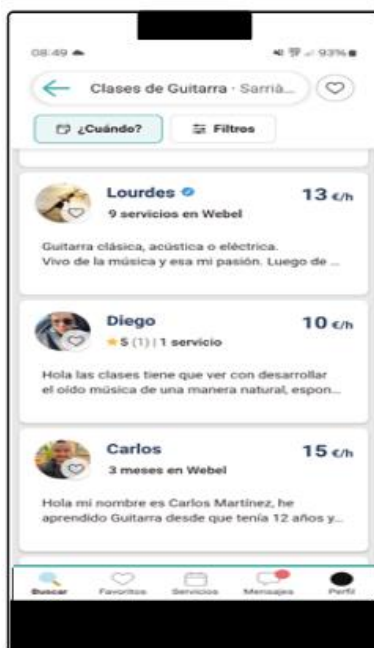 08:49
93%
Clases de Guitarra · Sarrià...
¿Cuándo?
Filtros
Lourdes
13 €/h
9 servicios en Webel
Guitarra clásica, acústica o eléctrica.
Vivo de la música y esa mi pasión. Luego de ...
Diego
10 €/h
5 (1) | 1 servicio
Hola las clases tiene que ver con desarrollar
el oído música de una manera natural, espon...
Carlos
15 €/h
3 meses en Webel
Hola mi nombre es Carlos Martínez, he
aprendido Guitarra desde que tenía 12 años y...
Buscar
Favoritos
Servicios
Mensajes
Perfil